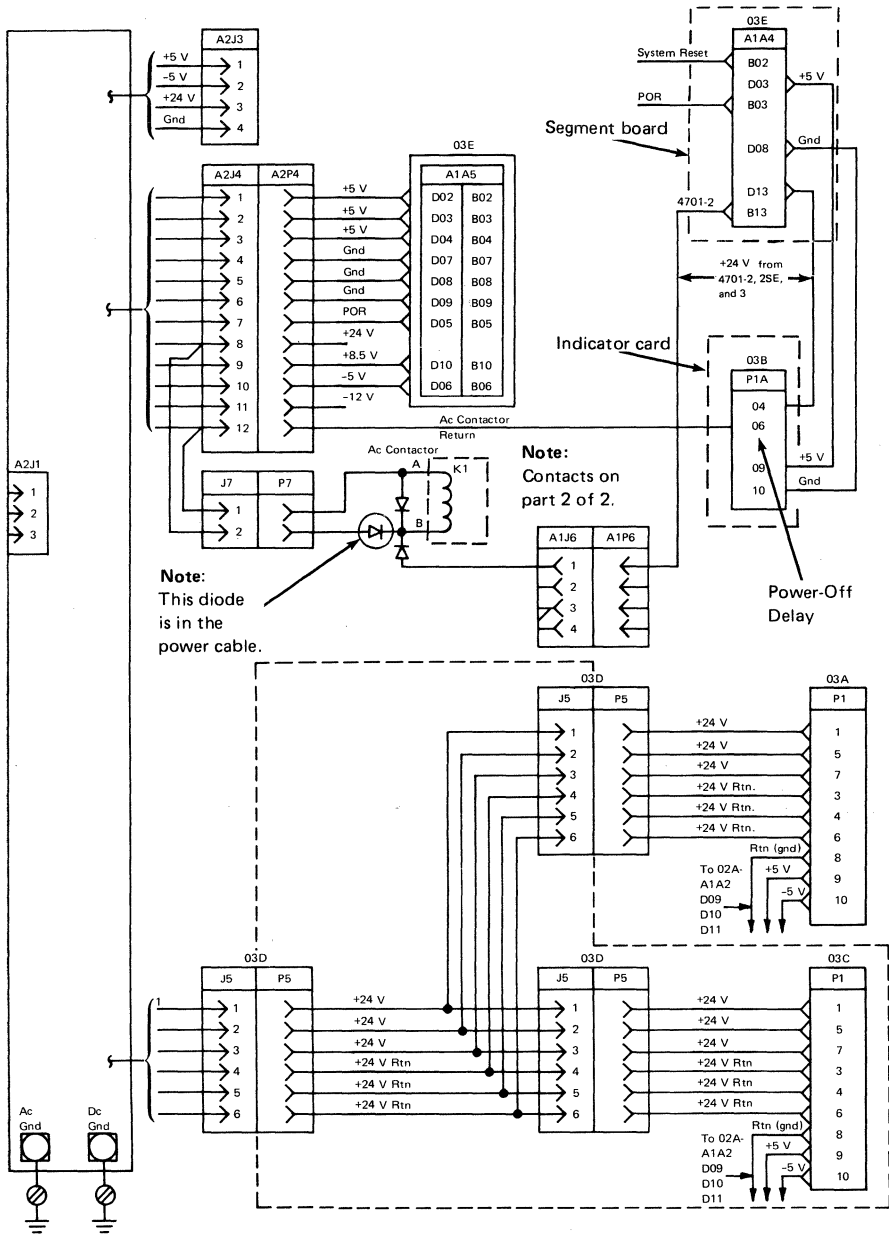 A2J3
+5 V
1
-5 V
2
+24 V
3
Gnd
4
03E
A1A4
System Reset
B02
D03
+5 V
POR
B03
Segment board
D08
Gnd
D13
4701-2
B13
+24 V from
4701-2, 2SE,
and 3
03E
A2J4 A2P4
A1A5
1 +5 V D02 B02
2 +5 V D03 B03
3 +5 V D04 B04
4 Gnd D07 B07
5 Gnd D08 B08
6 Gnd D09 B09
7 POR D05 B05
8 +24 V
9 +8.5 V D10 B10
10 -5 V D06 B06
11 -12 V
12 Ac Contactor
Return
Indicator card
03B
P1A
04
06
09 +5 V
10 Gnd
Power-Off
Delay
A2J1
1
2
3
J7 P7
1
2
Ac Contactor
A
K1
B
Note:
Contacts on
part 2 of 2.
Note:
This diode
is in the
power cable.
A1J6 A1P6
1
2
3
4
03D
J5 P5
03A
P1
1 +24 V 1
2 +24 V 5
3 +24 V 7
4 +24 V Rtn. 3
5 +24 V Rtn. 4
6 +24 V Rtn. 6
Rtn (gnd) 8
+5 V 9
-5 V 10
To 02A-
A1A2
D09
D10
D11
03D
J5 P5
1
1 +24 V
2 +24 V
3 +24 V
4 +24 V Rtn
5 +24 V Rtn
6 +24 V Rtn
03D
J5 P5
03C
P1
1 +24 V 1
2 +24 V 5
3 +24 V 7
4 +24 V Rtn 3
5 +24 V Rtn 4
6 +24 V Rtn 6
Rtn (gnd) 8
+5 V 9
-5 V 10
To 02A-
A1A2
D09
D10
D11
Ac
Gnd
Dc
Gnd